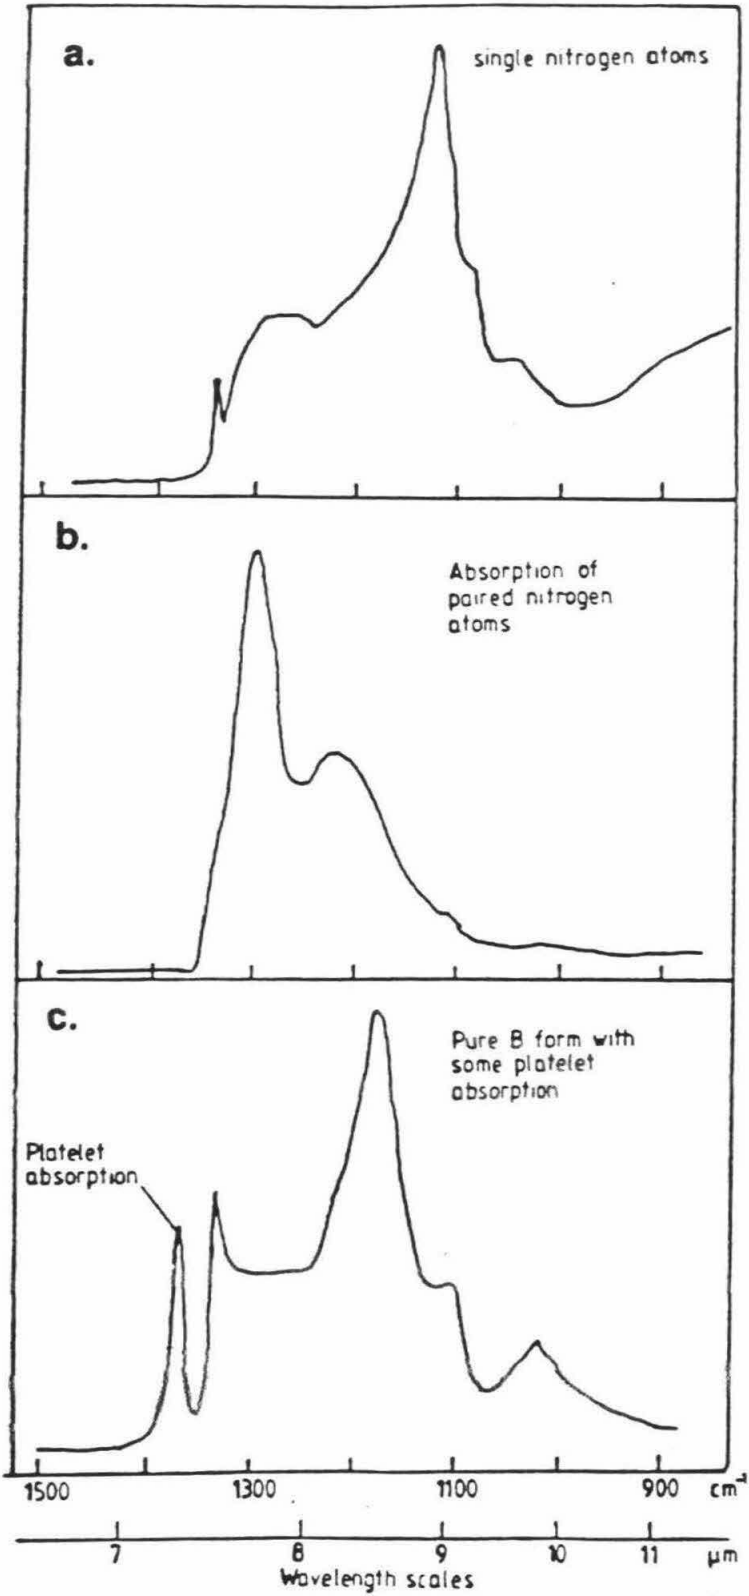 a.
single nitrogen atoms
b.
Absorption of
paired nitrogen
atoms
c.
Pure B form with
some platelet
absorption
Platelet
absorption
1500 1300 1100 900 cm⁻¹
7 8 9 10 11 μm
Wavelength scales